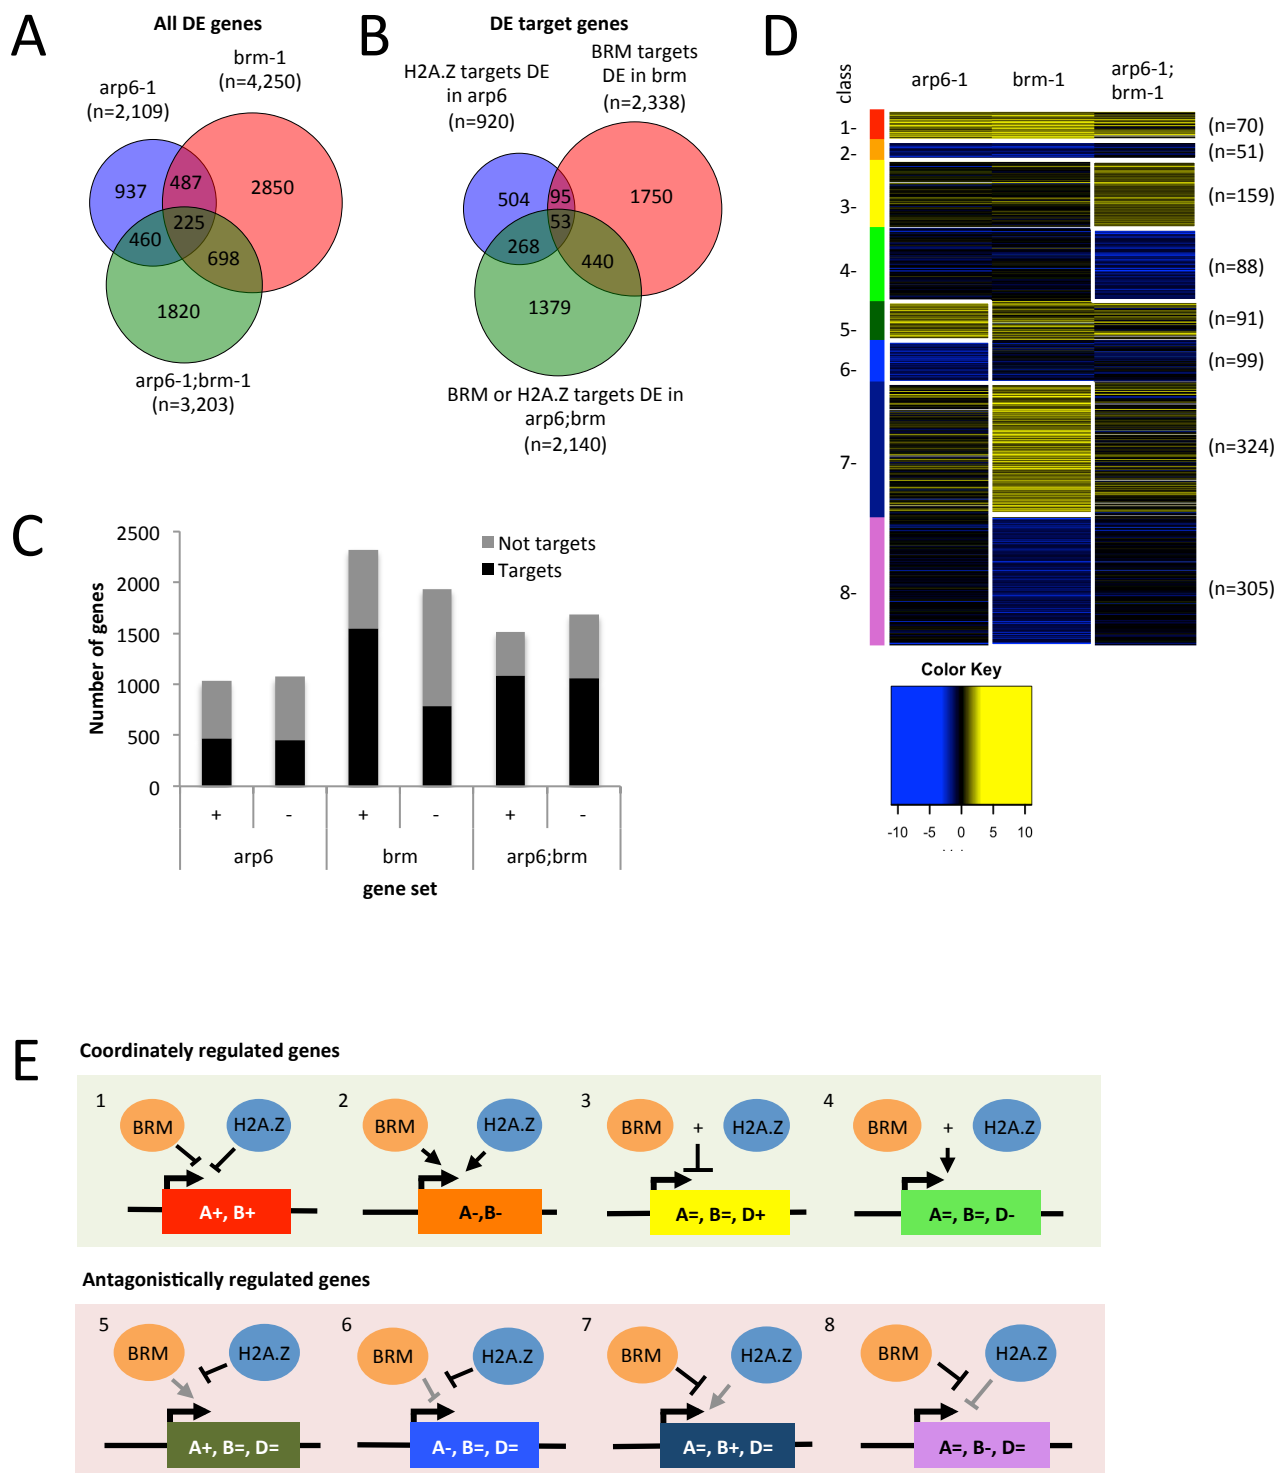 A
All DE genes
arp6-1
(n=2,109)
brm-1
(n=4,250)
937
487
2850
225
460
698
1820
arp6-1;brm-1
(n=3,203)
B
DE target genes
H2A.Z targets DE
in arp6
(n=920)
BRM targets
DE in brm
(n=2,338)
504
95
1750
53
268
440
1379
BRM or H2A.Z targets DE in
arp6;brm
(n=2,140)
C
Number of genes
2500
2000
1500
1000
500
0
Not targets
Targets
+ - + - + -
arp6 brm arp6;brm
gene set
D
class
arp6-1
brm-1
arp6-1;
brm-1
1- (n=70)
2- (n=51)
3- (n=159)
4- (n=88)
5- (n=91)
6- (n=99)
7- (n=324)
8- (n=305)
Color Key
-10 -5 0 5 10
E
Coordinately regulated genes
1 BRM H2A.Z
A+, B+
2 BRM H2A.Z
A-,B-
3 BRM + H2A.Z
A=, B=, D+
4 BRM + H2A.Z
A=, B=, D-
Antagonistically regulated genes
5 BRM H2A.Z
A+, B=, D=
6 BRM H2A.Z
A-, B=, D=
7 BRM H2A.Z
A=, B+, D=
8 BRM H2A.Z
A=, B-, D=